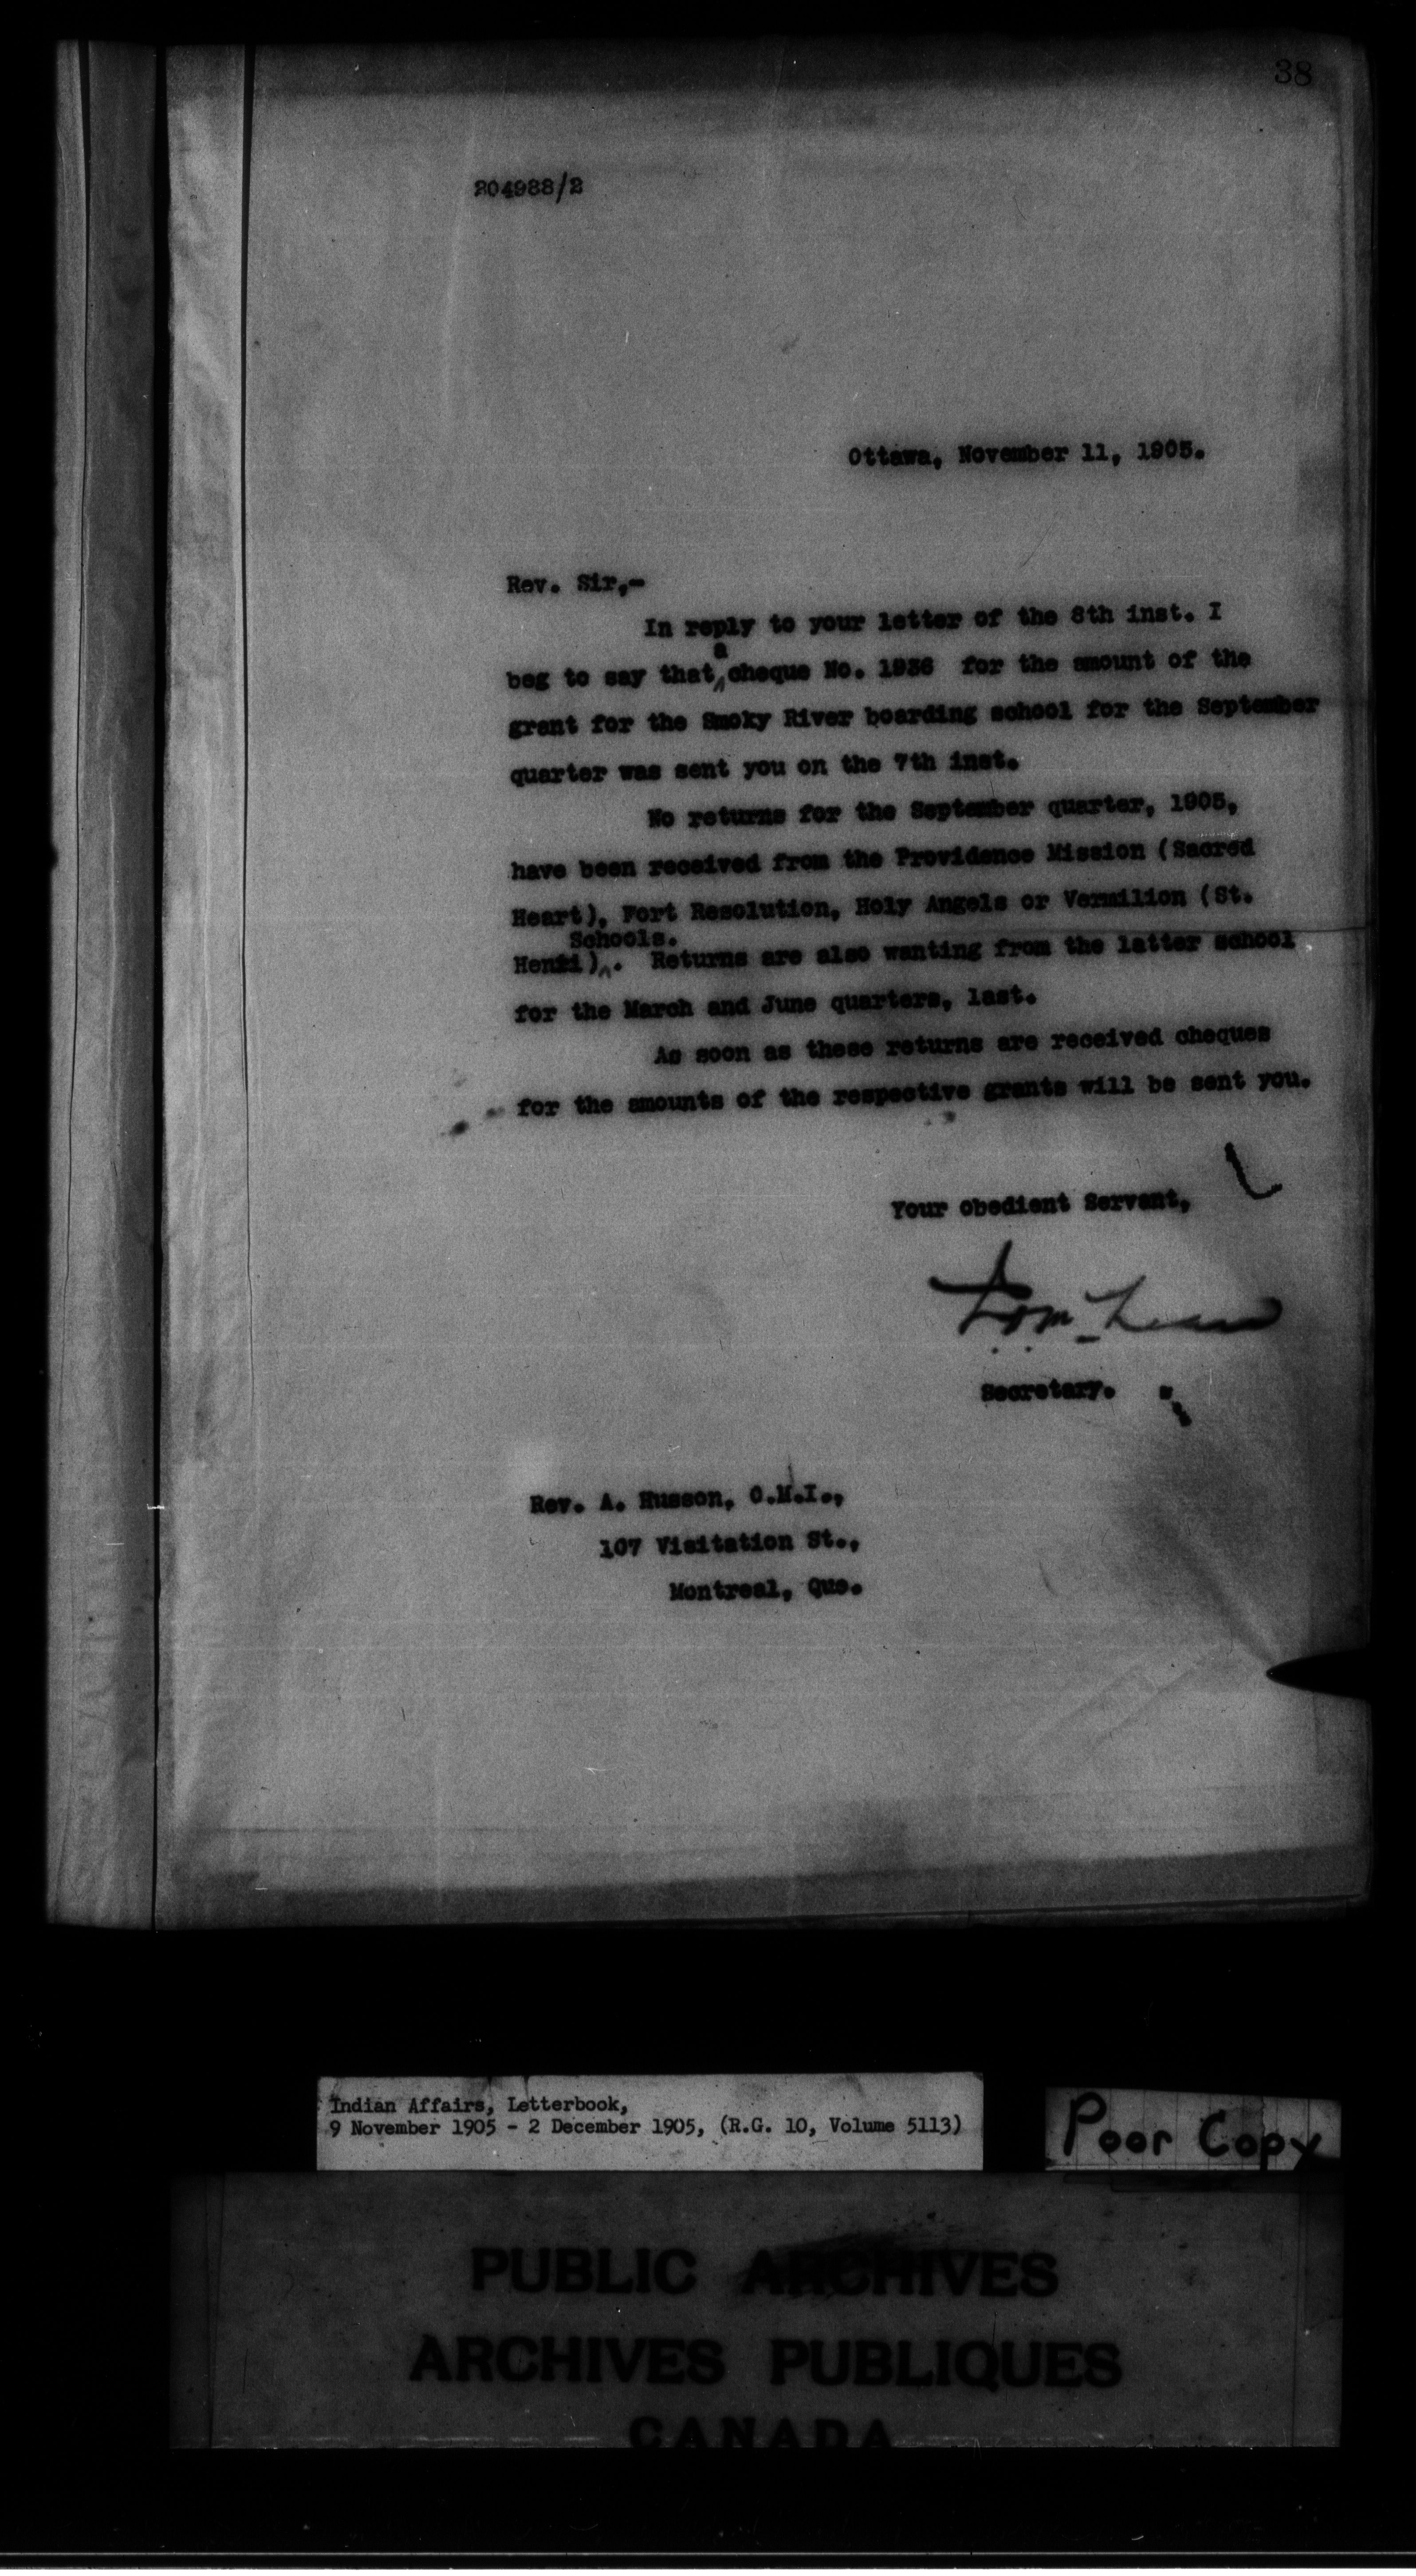 38
204988/2
Ottawa, November 11, 1905.
Rev. Sir,-
In reply to your letter of the 8th inst. I
a
beg to say that cheque No. 1936 for the amount of the
grant for the Smoky River boarding school for the September
quarter was sent you on the 7th inst.
No returns for the September quarter, 1905,
have been received from the Providence Mission (Sacred
Heart), Fort Resolution, Holy Angels or Vermilion (St.
Schools.
Henri). Returns are also wanting from the latter school
for the March and June quarters, last.
As soon as these returns are received cheques
for the amounts of the respective grants will be sent you.
Your Obedient Servant,
Secretary.
Rev. A. Husson, O.M.I.,
107 Visitation St.,
Montreal, Que.
Indian Affairs, Letterbook,
9 November 1905 - 2 December 1905, (R.G. 10, Volume 5113)
Poor Copy
PUBLIC ARCHIVES
ARCHIVES PUBLIQUES
CANADA